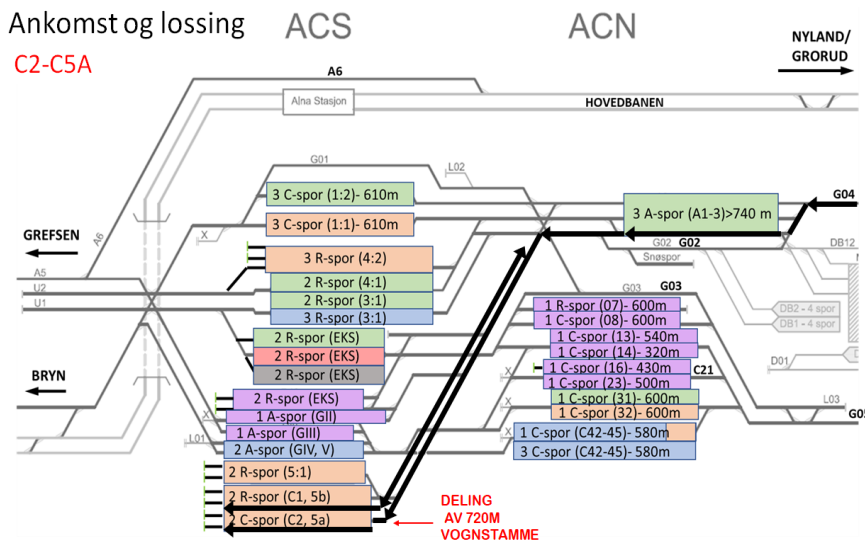 Ankomst og lossing
C2-C5A
ACS
ACN
NYLAND/
GRORUD
A6
Alna Stasjon
HOVEDBANEN
G01
L02
3 C-spor (1:2)- 610m
3 C-spor (1:1)- 610m
3 A-spor (A1-3)>740 m
G04
X
A6
GREFSEN
G02
G02
DB12
Snøspor
3 R-spor (4:2)
A5
U2
U1
2 R-spor (4:1)
2 R-spor (3:1)
3 R-spor (3:1)
G03
G03
DB2 - 4 spor
DB1 - 4 spor
1 R-spor (07)- 600m
1 C-spor (08)- 600m
1 C-spor (13)- 540m
1 C-spor (14)- 320m
1 C-spor (16)- 430m
1 C-spor (23)- 500m
1 C-spor (31)- 600m
1 C-spor (32)- 600m
C21
D01
X
X
X
2 R-spor (EKS)
2 R-spor (EKS)
2 R-spor (EKS)
BRYN
2 R-spor (EKS)
1 A-spor (GII)
1 A-spor (GIII)
2 A-spor (GIV, V)
X
L01
L03
1 C-spor (C42-45)- 580m
3 C-spor (C42-45)- 580m
2 R-spor (5:1)
2 R-spor (C1, 5b)
2 C-spor (C2, 5a)
DELING
AV 720M
VOGNSTAMME